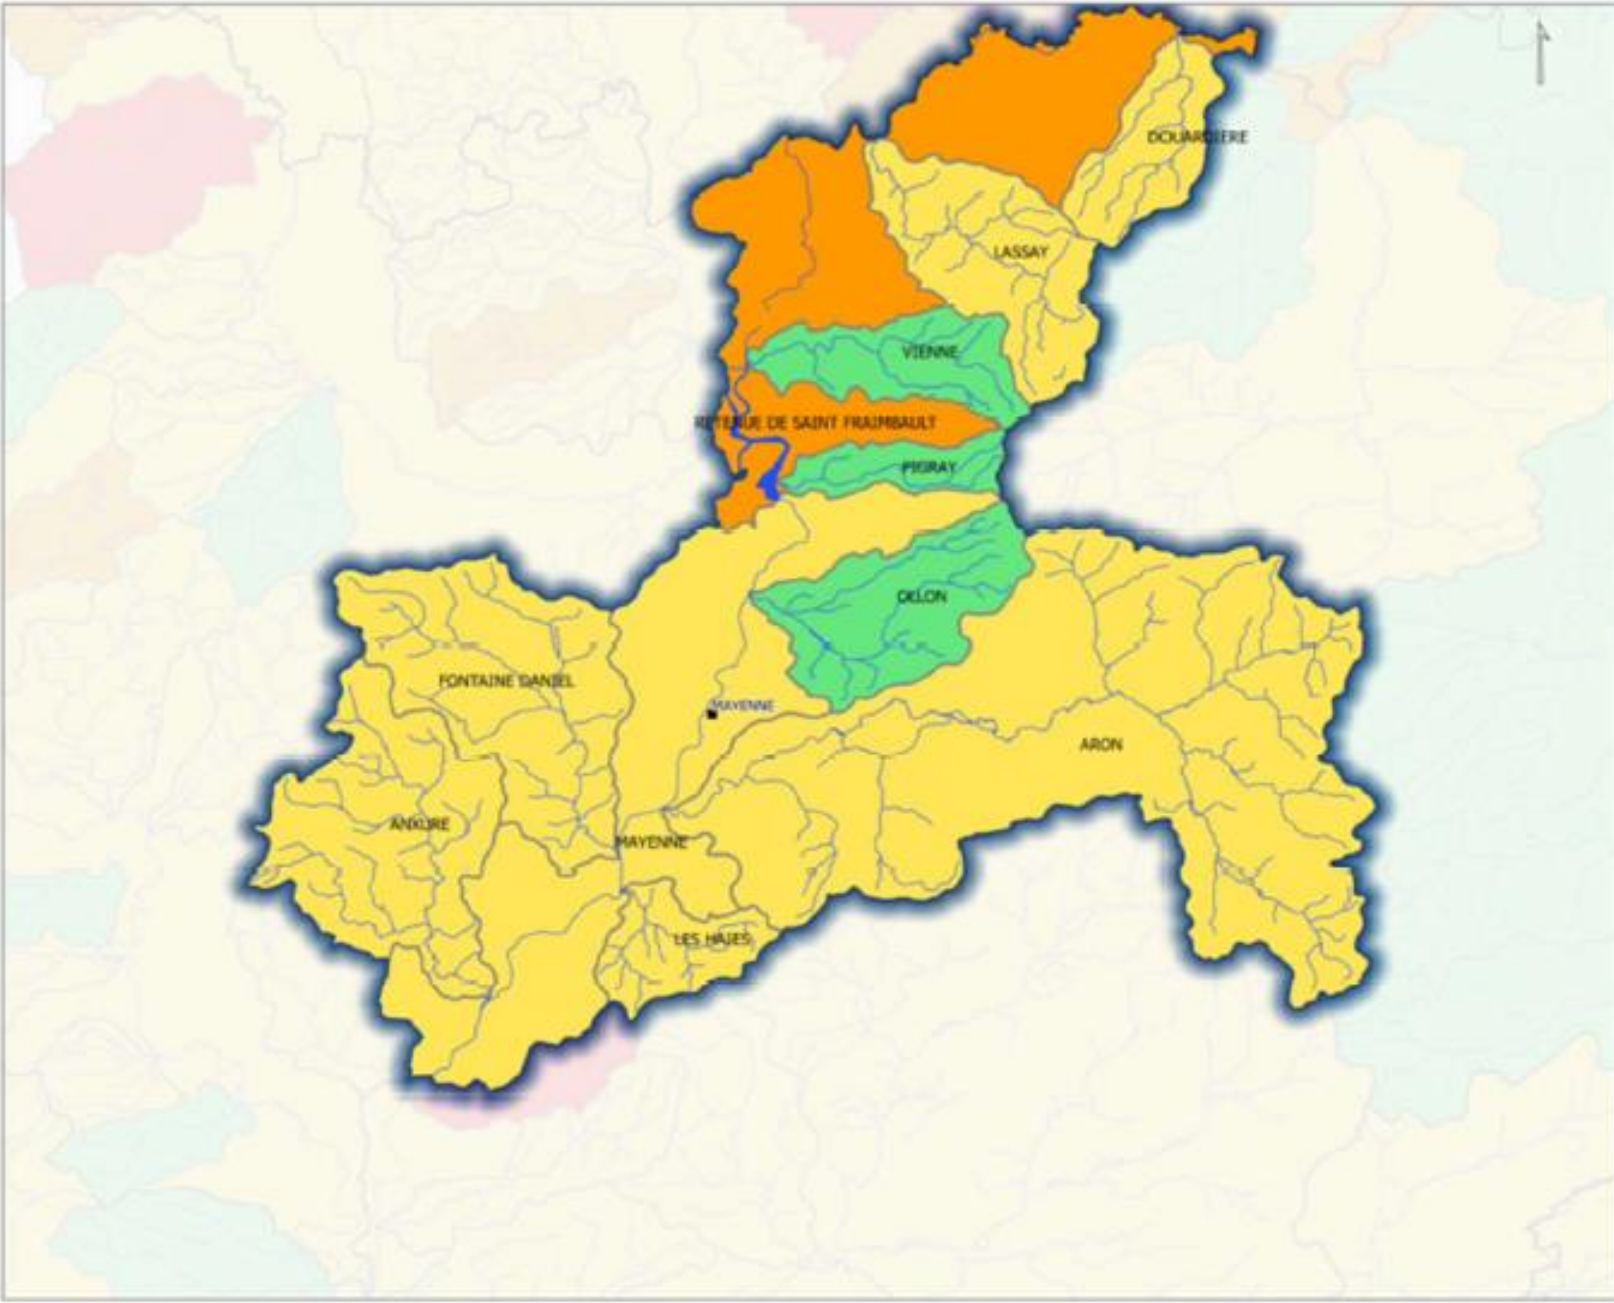 DOUARDIERE
LASSAY
VIENNE
RETENUE DE SAINT FRAIMBAULT
PIGRAY
OLLON
FONTAINE DANIEL
MAYENNE
ARON
ANXURE
MAYENNE
LES HAIES